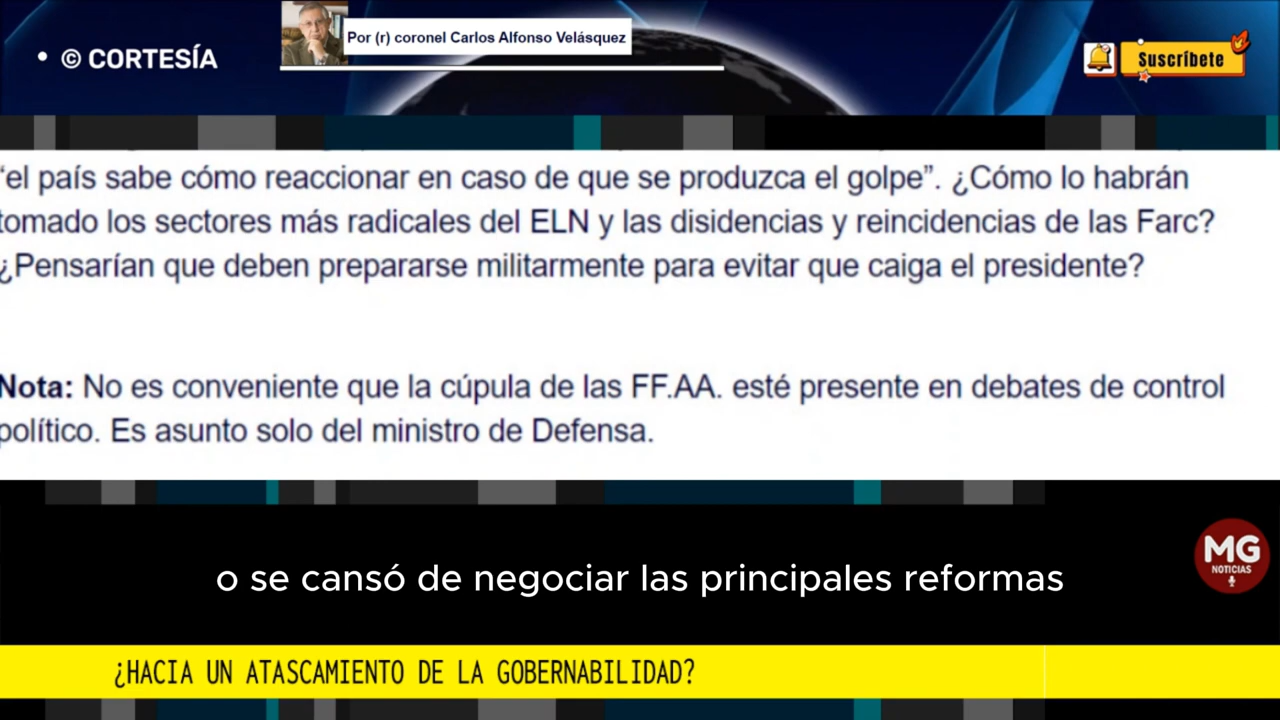 • © CORTESÍA
Por (r) coronel Carlos Alfonso Velásquez
Suscríbete
“el país sabe cómo reaccionar en caso de que se produzca el golpe”. ¿Cómo lo habrán
tomado los sectores más radicales del ELN y las disidencias y reincidencias de las Farc?
¿Pensarían que deben prepararse militarmente para evitar que caiga el presidente?
Nota: No es conveniente que la cúpula de las FF.AA. esté presente en debates de control
político. Es asunto solo del ministro de Defensa.
MG
NOTICIAS
o se cansó de negociar las principales reformas
¿HACIA UN ATASCAMIENTO DE LA GOBERNABILIDAD?